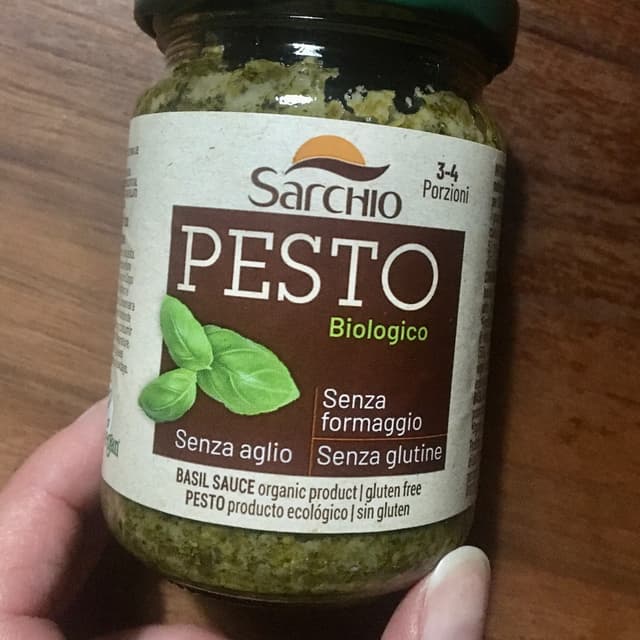 Sarchio
3-4
Porzioni
PESTO
Biologico
Senza
formaggio
Senza aglio
Senza glutine
BASIL SAUCE organic product | gluten free
PESTO producto ecológico | sin gluten